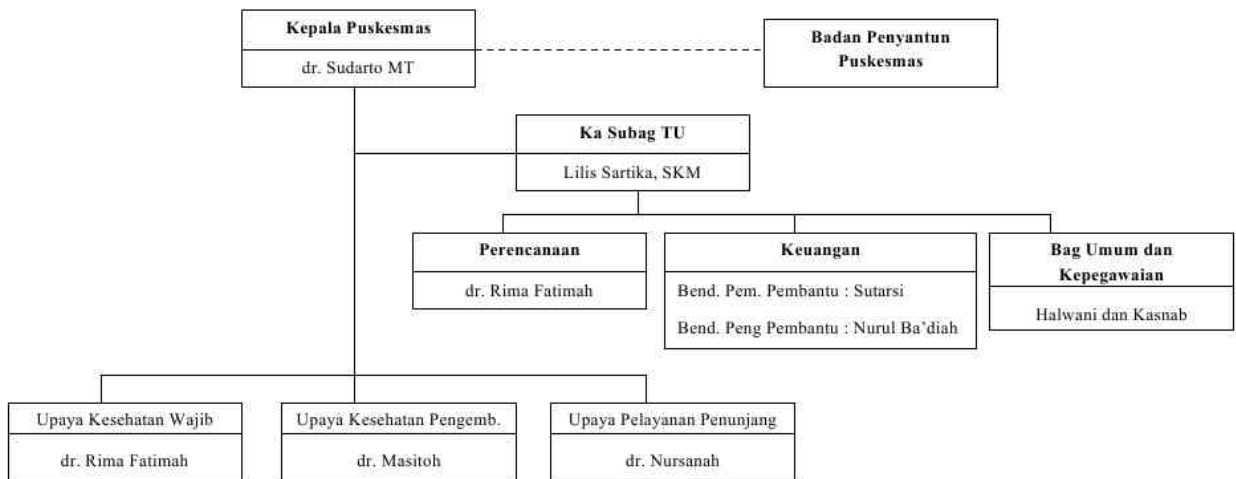 Kepala Puskesmas
dr. Sudarto MT
Badan Penyantun
Puskesmas
Ka Subag TU
Lilis Sartika, SKM
Perencanaan
dr. Rima Fatimah
Keuangan
Bend. Pem. Pembantu : Sutarsi
Bend. Peng Pembantu : Nurul Ba’diah
Bag Umum dan
Kepegawaian
Halwani dan Kasnab
Upaya Kesehatan Wajib
dr. Rima Fatimah
Upaya Kesehatan Pengemb.
dr. Masitoh
Upaya Pelayanan Penunjang
dr. Nursanah